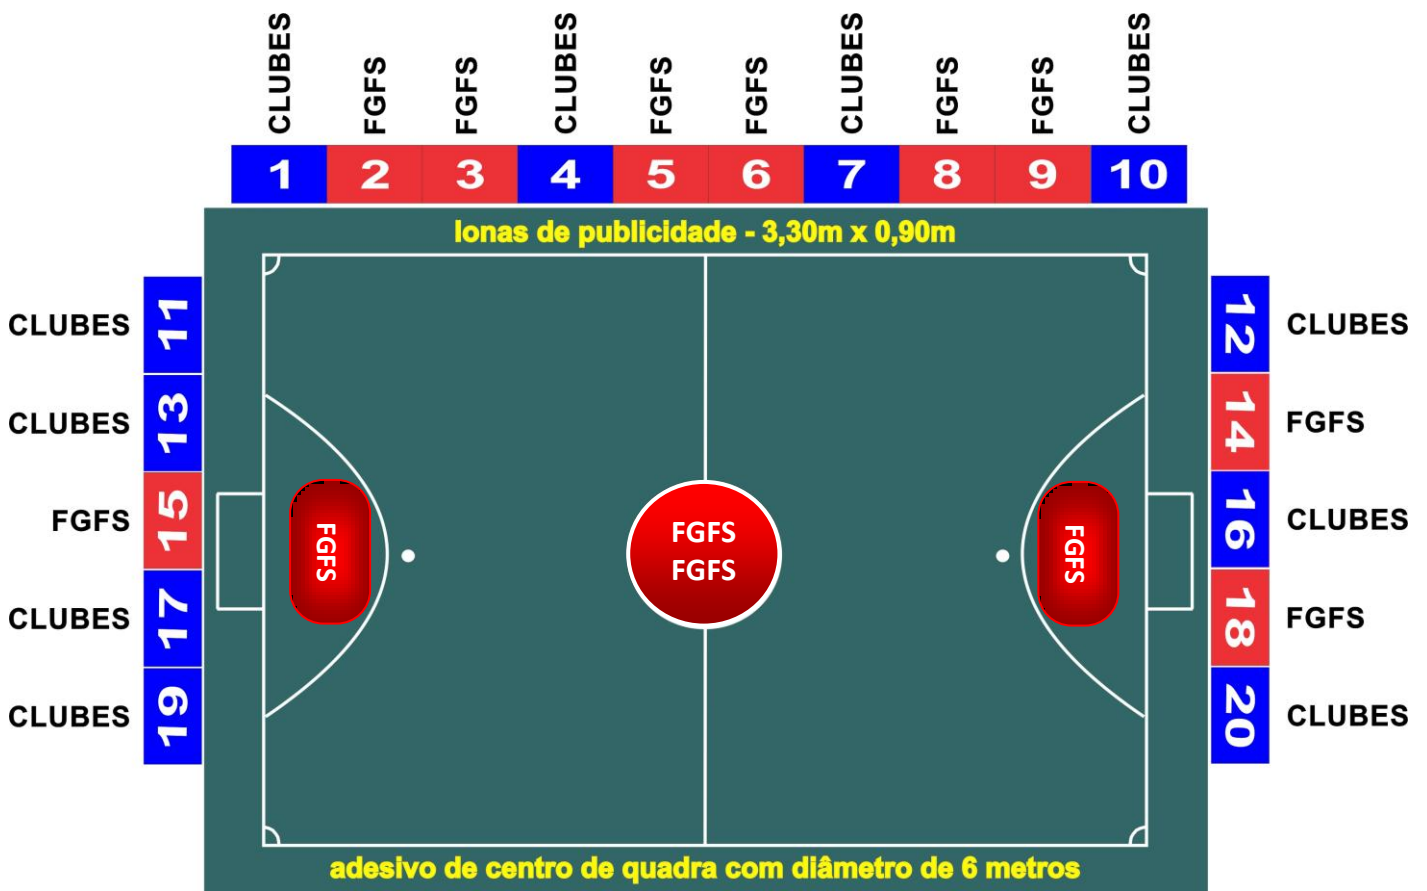 CLUBES FGFS FGFS CLUBES FGFS FGFS CLUBES FGFS FGFS CLUBES
1 2 3 4 5 6 7 8 9 10
lonas de publicidade - 3,30m x 0,90m
CLUBES 11
CLUBES 13
FGFS 15
CLUBES 17
CLUBES 19
FGFS
FGFS
FGFS
FGFS
12 CLUBES
14 FGFS
16 CLUBES
18 FGFS
20 CLUBES
adesivo de centro de quadra com diâmetro de 6 metros